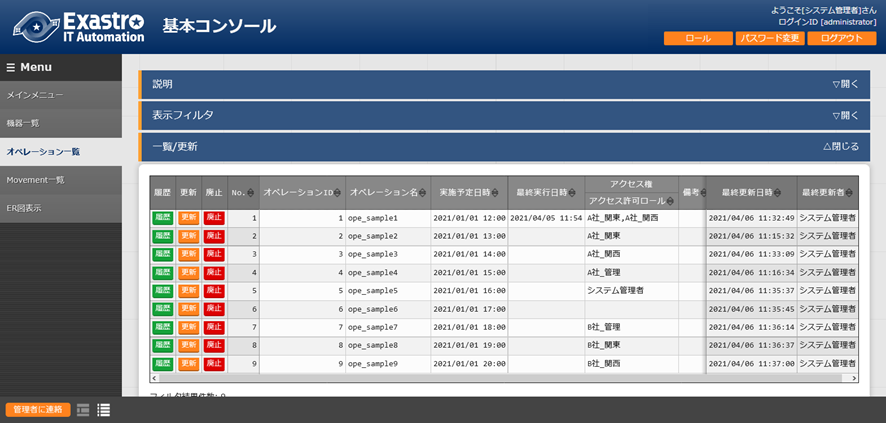 Exastro
IT Automation
基本コンソール
ようこそ[システム管理者]さん
ログインID [administrator]
ロール パスワード変更 ログアウト
Menu
メインメニュー
機器一覧
オペレーション一覧
Movement一覧
ER図表示
説明 ▽開く
表示フィルタ ▽開く
一覧/更新 △閉じる
履歴 更新 廃止 No. オペレーションID オペレーション名 実施予定日時 最終実行日時 アクセス権 備考 最終更新日時 最終更新者
アクセス許可ロール
履歴 更新 廃止 1 1 ope_sample1 2021/01/01 12:00 2021/04/05 11:54 A社_関東,A社_関西 2021/04/06 11:32:49 システム管理者
履歴 更新 廃止 2 2 ope_sample2 2021/01/01 13:00 A社_関東 2021/04/06 11:15:32 システム管理者
履歴 更新 廃止 3 3 ope_sample3 2021/01/01 14:00 A社_関西 2021/04/06 11:33:09 システム管理者
履歴 更新 廃止 4 4 ope_sample4 2021/01/01 15:00 A社_管理 2021/04/06 11:16:34 システム管理者
履歴 更新 廃止 5 5 ope_sample5 2021/01/01 16:00 システム管理者 2021/04/06 11:35:37 システム管理者
履歴 更新 廃止 6 6 ope_sample6 2021/01/01 17:00 2021/04/06 11:35:45 システム管理者
履歴 更新 廃止 7 7 ope_sample7 2021/01/01 18:00 B社_管理 2021/04/06 11:36:14 システム管理者
履歴 更新 廃止 8 8 ope_sample8 2021/01/01 19:00 B社_関東 2021/04/06 11:36:37 システム管理者
履歴 更新 廃止 9 9 ope_sample9 2021/01/01 20:00 B社_関西 2021/04/06 11:37:00 システム管理者
フィルタ結果件数: 9
管理者に連絡